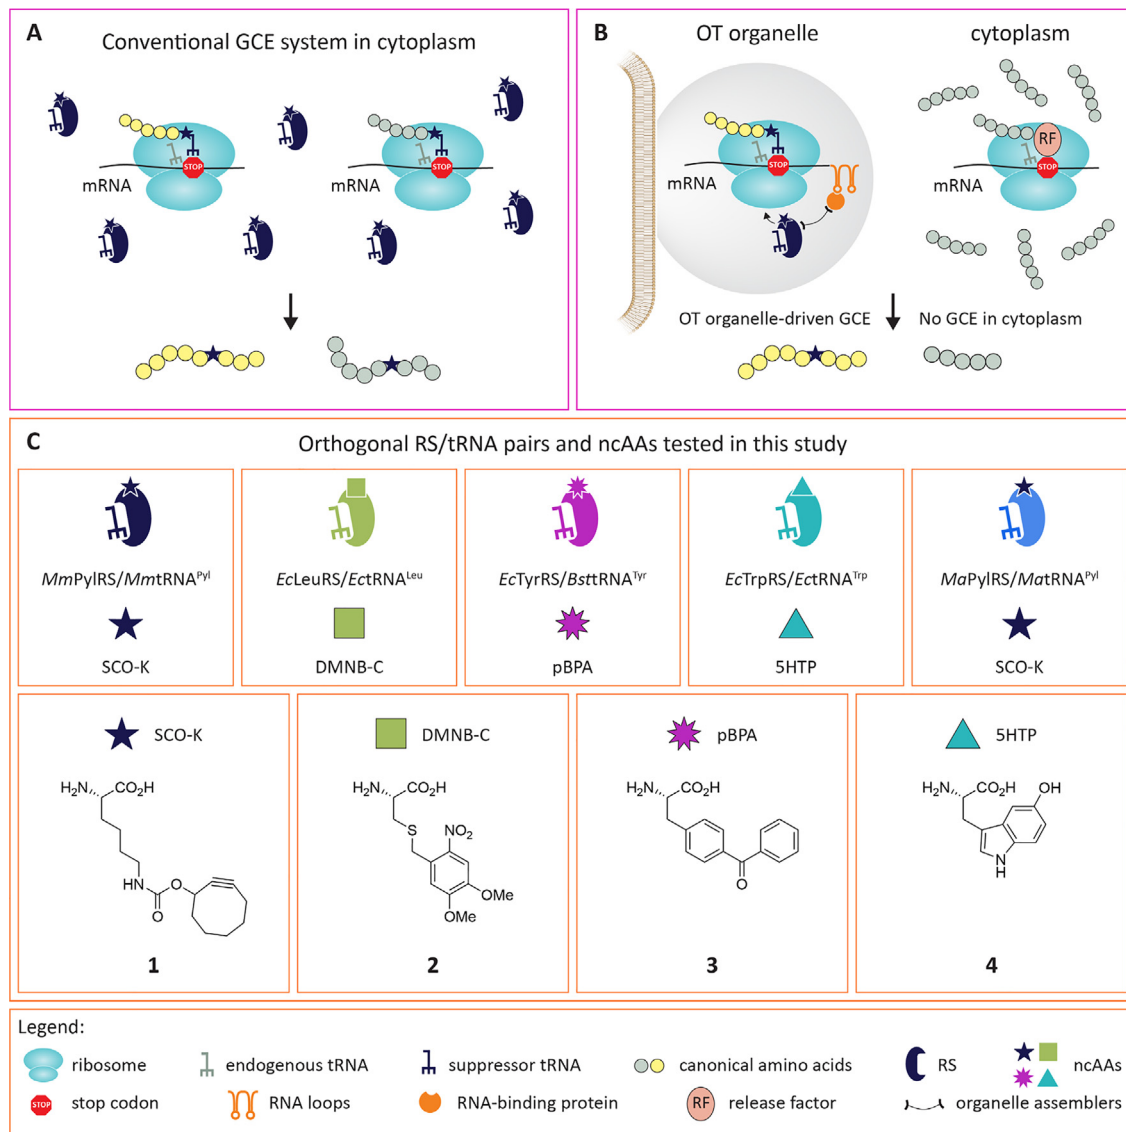 A
Conventional GCE system in cytoplasm
STOP
mRNA
STOP
mRNA
B
OT organelle
cytoplasm
STOP
mRNA
RF
STOP
mRNA
OT organelle-driven GCE
No GCE in cytoplasm
C
Orthogonal RS/tRNA pairs and ncAAs tested in this study
MmPylRS/MmtRNAPyl
EcLeuRS/EctRNALeu
EcTyrRS/BsttRNATyr
EcTrpRS/EctRNATrp
MaPylRS/MatRNAPyl
SCO-K
DMNB-C
pBPA
5HTP
SCO-K
SCO-K
H2N
CO2H
HN
O
O
1
DMNB-C
H2N
CO2H
S
NO2
OMe
OMe
2
pBPA
H2N
CO2H
O
3
5HTP
H2N
CO2H
OH
N
H
4
Legend:
ribosome
endogenous tRNA
suppressor tRNA
canonical amino acids
RS
ncAAs
STOP
stop codon
RNA loops
RNA-binding protein
RF
release factor
organelle assemblers